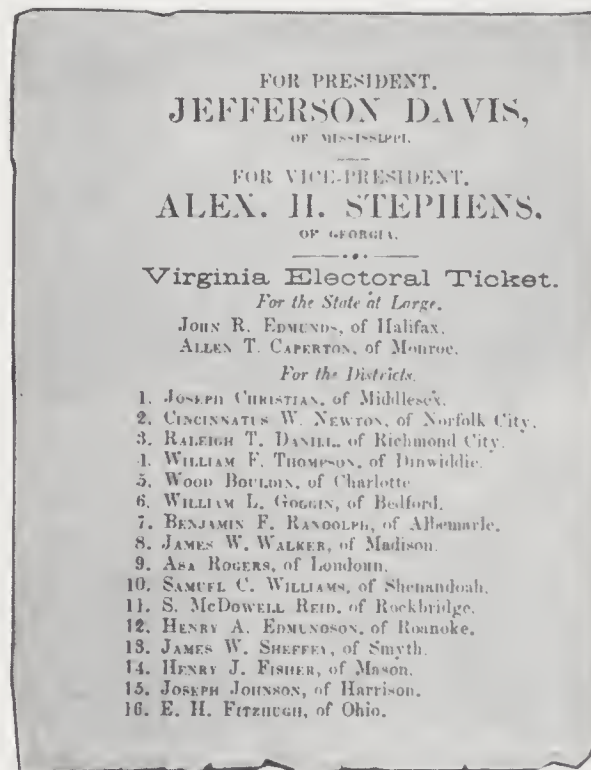 FOR PRESIDENT.
JEFFERSON DAVIS,
OF MISSISSIPPI.
FOR VICE-PRESIDENT.
ALEX. H. STEPHENS.
OF GEORGIA.
Virginia Electoral Ticket.
For the State at Large.
JOHN R. EDMUNDS, of Halifax.
ALLEN T. CAPERTON, of Monroe.
For the Districts.
1. JOSEPH CHRISTIAN, of Middlesex.
2. CINCINNATUS W. NEWTON, of Norfolk City.
3. RALEIGH T. DANIEL, of Richmond City.
4. WILLIAM F. THOMPSON, of Dinwiddie.
5. WOOD BOULDIN, of Charlotte
6. WILLIAM L. GOGGIN, of Bedford.
7. BENJAMIN F. RANDOLPH, of Albemarle.
8. JAMES W. WALKER, of Madison.
9. ASA ROGERS, of Loudoun.
10. SAMUEL C. WILLIAMS, of Shenandoah.
11. S. MCDOWELL REID, of Rockbridge.
12. HENRY A. EDMUNDSON, of Roanoke.
13. JAMES W. SHEFFEY, of Smyth.
14. HENRY J. FISHER, of Mason.
15. JOSEPH JOHNSON, of Harrison.
16. E. H. FITZHUGH, of Ohio.